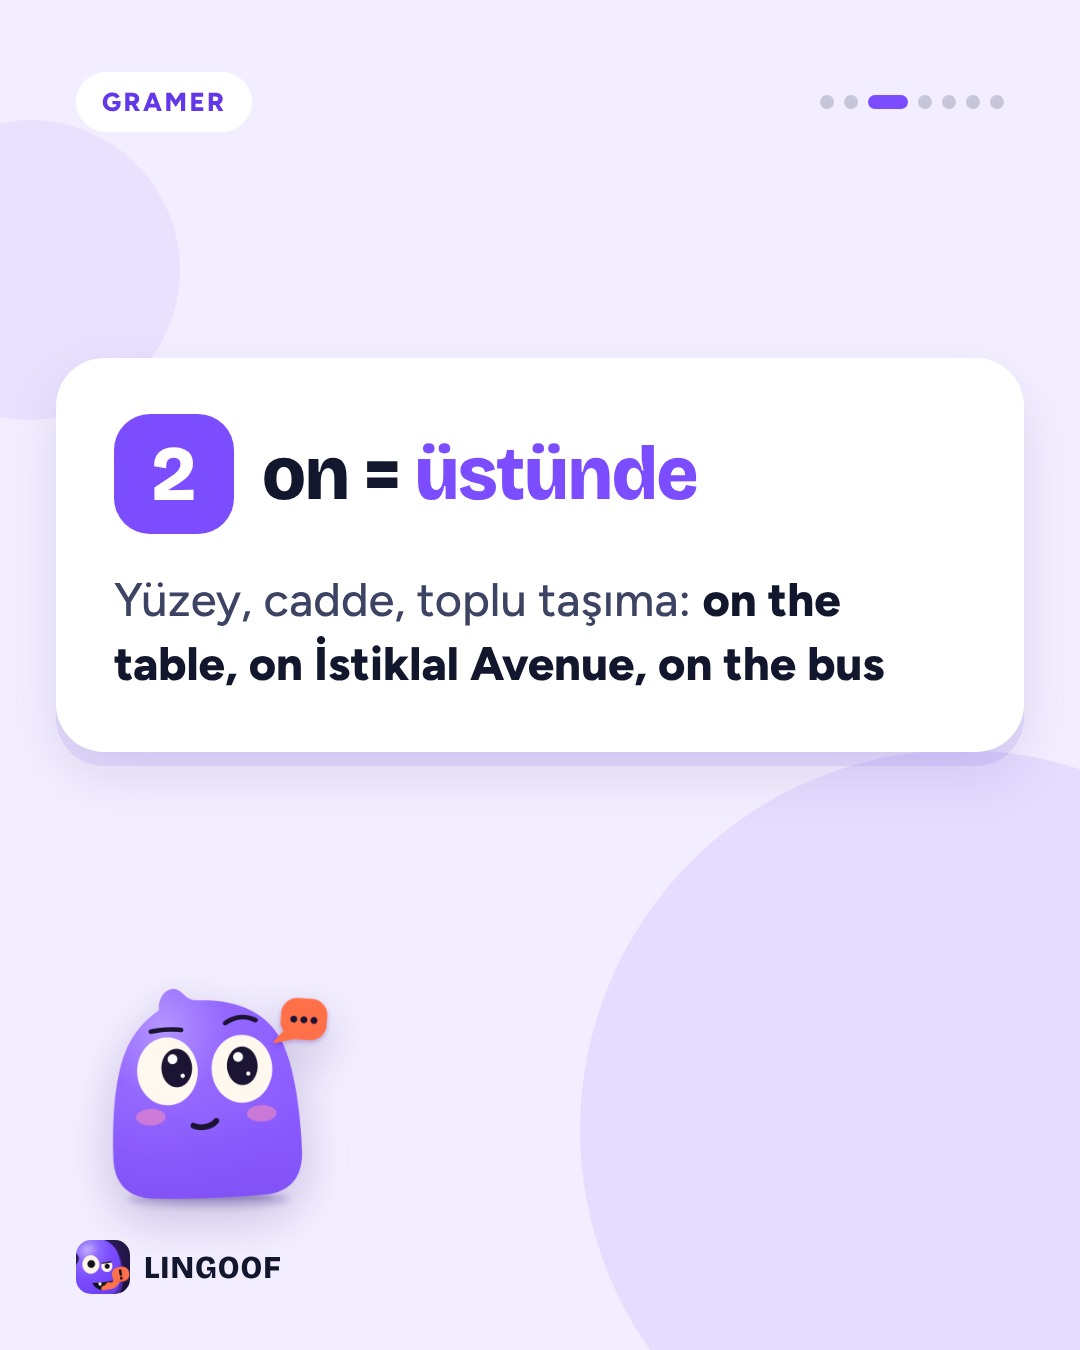 GRAMER
2
on = üstünde
Yüzey, cadde, toplu taşıma: on the
table, on İstiklal Avenue, on the bus
LINGOOF